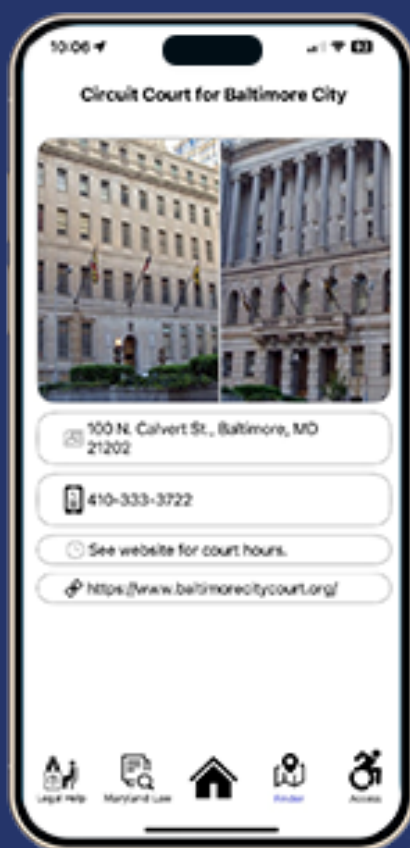 10:06
Circuit Court for Baltimore City
100 N. Calvert St., Baltimore, MD
21202
410-333-3722
See website for court hours.
https://www.baltimorecitycourt.org/
Legal Help Maryland Law Finder Access